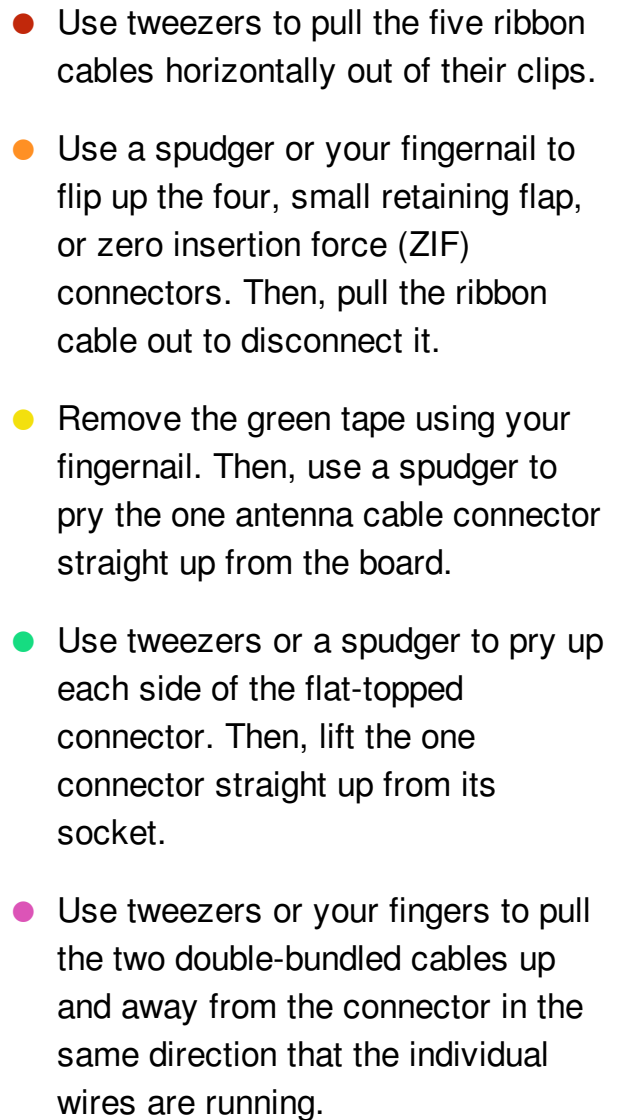 Use tweezers to pull the five ribbon
cables horizontally out of their clips.
Use a spudger or your fingernail to
flip up the four, small retaining flap,
or zero insertion force (ZIF)
connectors. Then, pull the ribbon
cable out to disconnect it.
Remove the green tape using your
fingernail. Then, use a spudger to
pry the one antenna cable connector
straight up from the board.
Use tweezers or a spudger to pry up
each side of the flat-topped
connector. Then, lift the one
connector straight up from its
socket.
Use tweezers or your fingers to pull
the two double-bundled cables up
and away from the connector in the
same direction that the individual
wires are running.